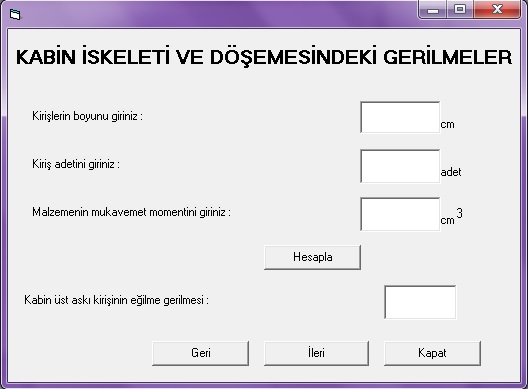 KABİN İSKELETİ VE DÖŞEMESİNDEKİ GERİLMELER
Kirişlerin boyunu giriniz :
cm
Kiriş adetini giriniz :
adet
Malzemenin mukavemet momentini giriniz :
cm 3
Hesapla
Kabin üst askı kirişinin eğilme gerilmesi :
Geri İleri Kapat